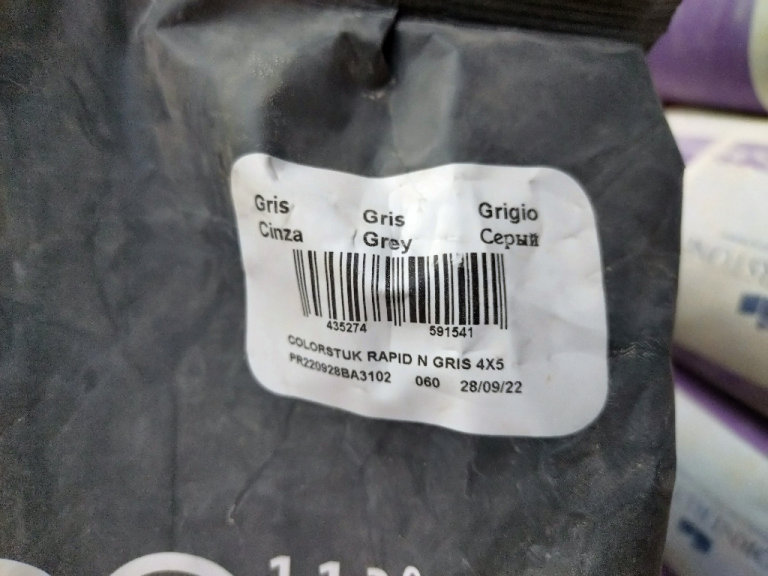 Gris Gris Grigio
Cinza Grey Серый
435274 591541
COLORSTUK RAPID N GRIS 4X5
PR220928BA3102 060 28/09/22